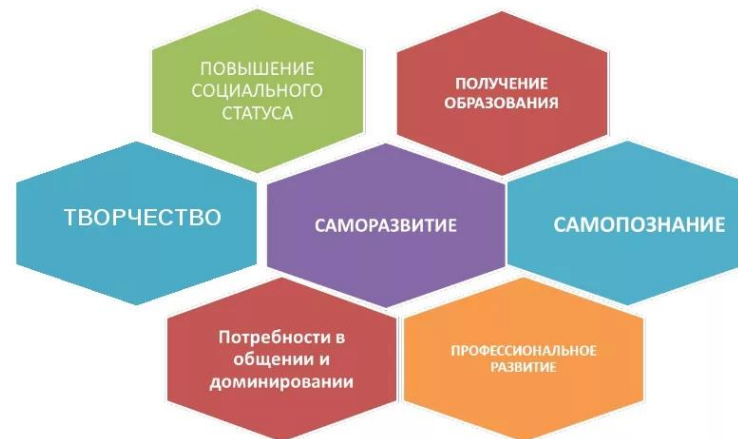 ПОВЫШЕНИЕ
СОЦИАЛЬНОГО
СТАТУСА
ПОЛУЧЕНИЕ
ОБРАЗОВАНИЯ
ТВОРЧЕСТВО
САМОРАЗВИТИЕ
САМОПОЗНАНИЕ
Потребности в
общении и
доминировании
ПРОФЕССИОНАЛЬНОЕ
РАЗВИТИЕ